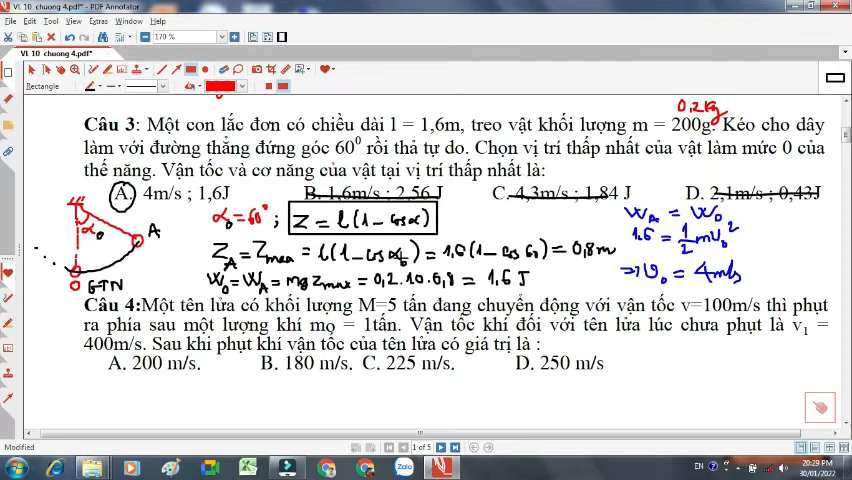 VL 10 chuong 4.pdf* - PDF Annotator
File Edit Tool View Extras Window Help
170 %
VL 10 chuong 4.pdf*
Rectangle
0,2kg
Câu 3: Một con lắc đơn có chiều dài l = 1,6m, treo vật khối lượng m = 200g. Kéo cho dây
làm với đường thẳng đứng góc 60⁰ rồi thả tự do. Chọn vị trí thấp nhất của vật làm mức 0 của
thế năng. Vận tốc và cơ năng của vật tại vị trí thấp nhất là:
A. 4m/s ; 1,6J B. 1,6m/s ; 2,56 J C. 4,3m/s ; 1,84 J D. 2,1m/s ; 0,43J
α₀ = 60° ; Z = l(1 - cosα)
W_A = W_0
1.6 = 1/2 mv₀²
=> v₀ = 4m/s
α₀ A
Z_A = Z_max = l(1 - cosα₀) = 1,6(1 - cos 60) = 0,8m
O GTN
W_0 = W_A = mg Z_max = 0,2.10.0,8 = 1,6 J
Câu 4:Một tên lửa có khối lượng M=5 tấn đang chuyển động với vận tốc v=100m/s thì phụt
ra phía sau một lượng khí mo = 1tấn. Vận tốc khí đối với tên lửa lúc chưa phụt là v₁ =
400m/s. Sau khi phụt khí vận tốc của tên lửa có giá trị là :
A. 200 m/s. B. 180 m/s. C. 225 m/s. D. 250 m/s
Modified
1 of 5
EN
20:29 PM
30/01/2022
Zalo